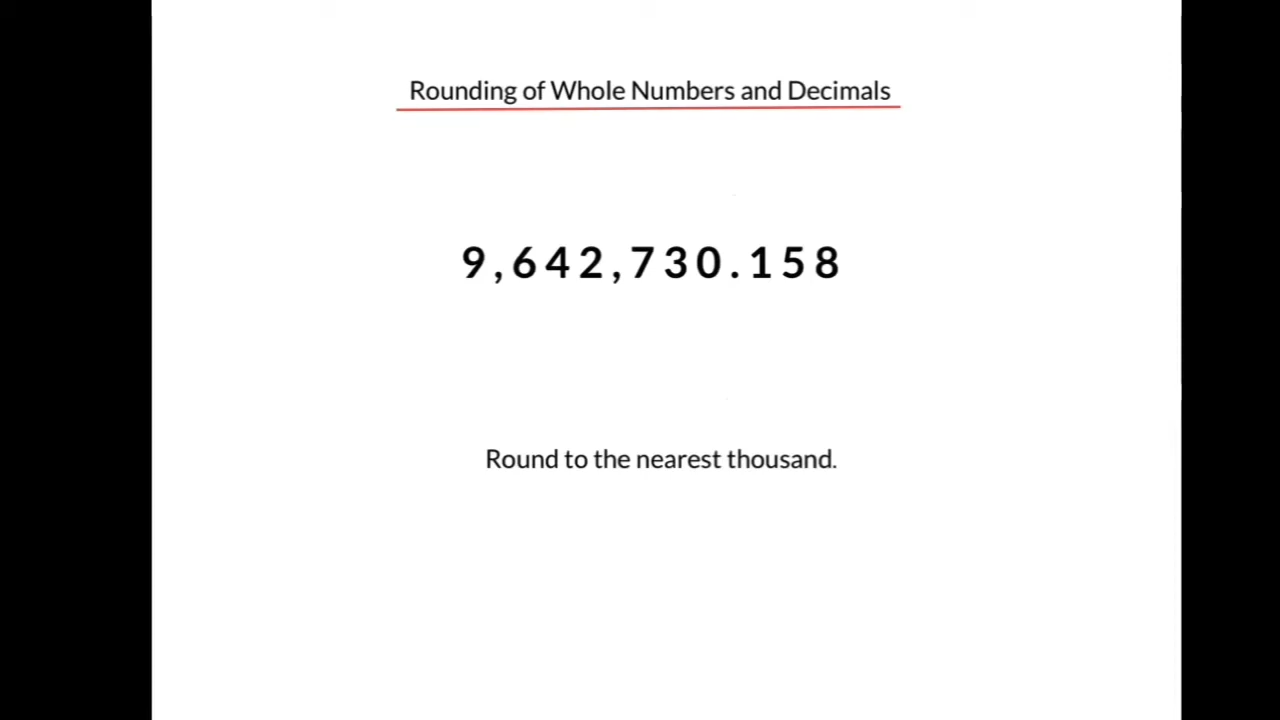 Rounding of Whole Numbers and Decimals
9,642,730.158
Round to the nearest thousand.